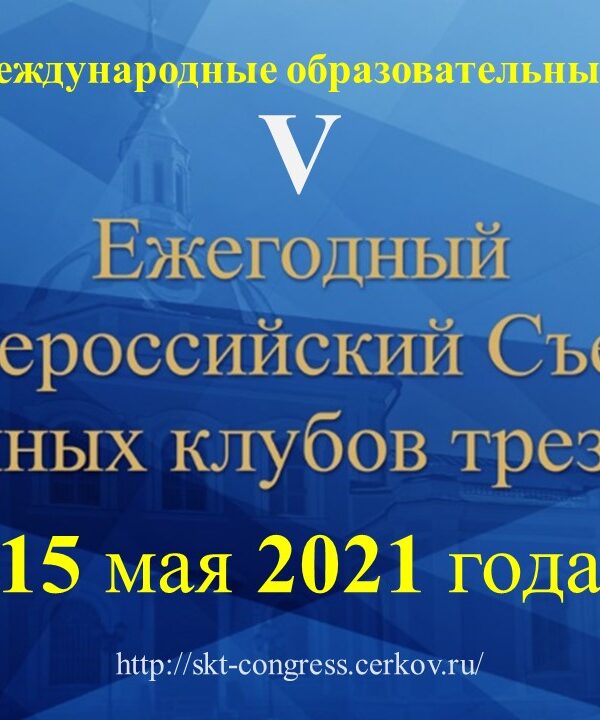 еждународные образовательны
V
Ежегодный
ероссийский Съе
ных клубов трез
15 мая 2021 года
http://skt-congress.cerkov.ru/